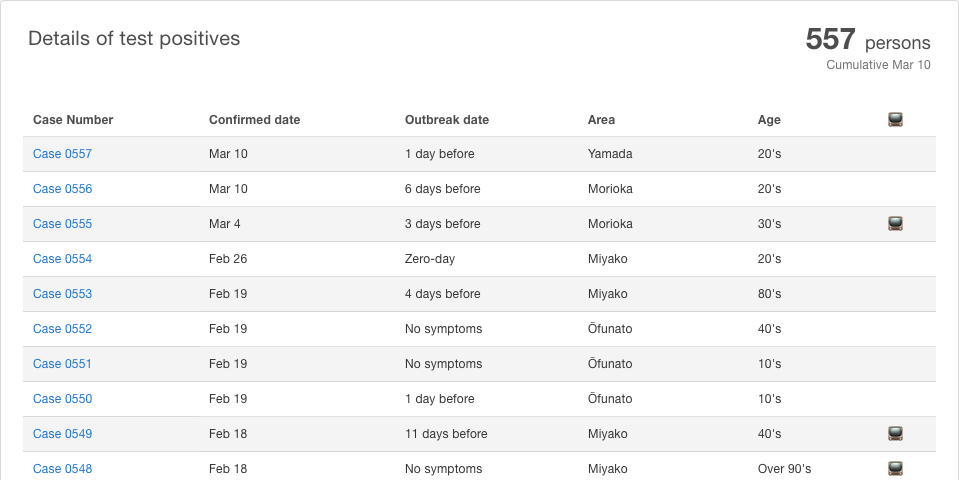 Details of test positives
557 persons
Cumulative Mar 10
Case Number Confirmed date Outbreak date Area Age
Case 0557 Mar 10 1 day before Yamada 20's
Case 0556 Mar 10 6 days before Morioka 20's
Case 0555 Mar 4 3 days before Morioka 30's
Case 0554 Feb 26 Zero-day Miyako 20's
Case 0553 Feb 19 4 days before Miyako 80's
Case 0552 Feb 19 No symptoms Ōfunato 40's
Case 0551 Feb 19 No symptoms Ōfunato 10's
Case 0550 Feb 19 1 day before Ōfunato 10's
Case 0549 Feb 18 11 days before Miyako 40's
Case 0548 Feb 18 No symptoms Miyako Over 90's